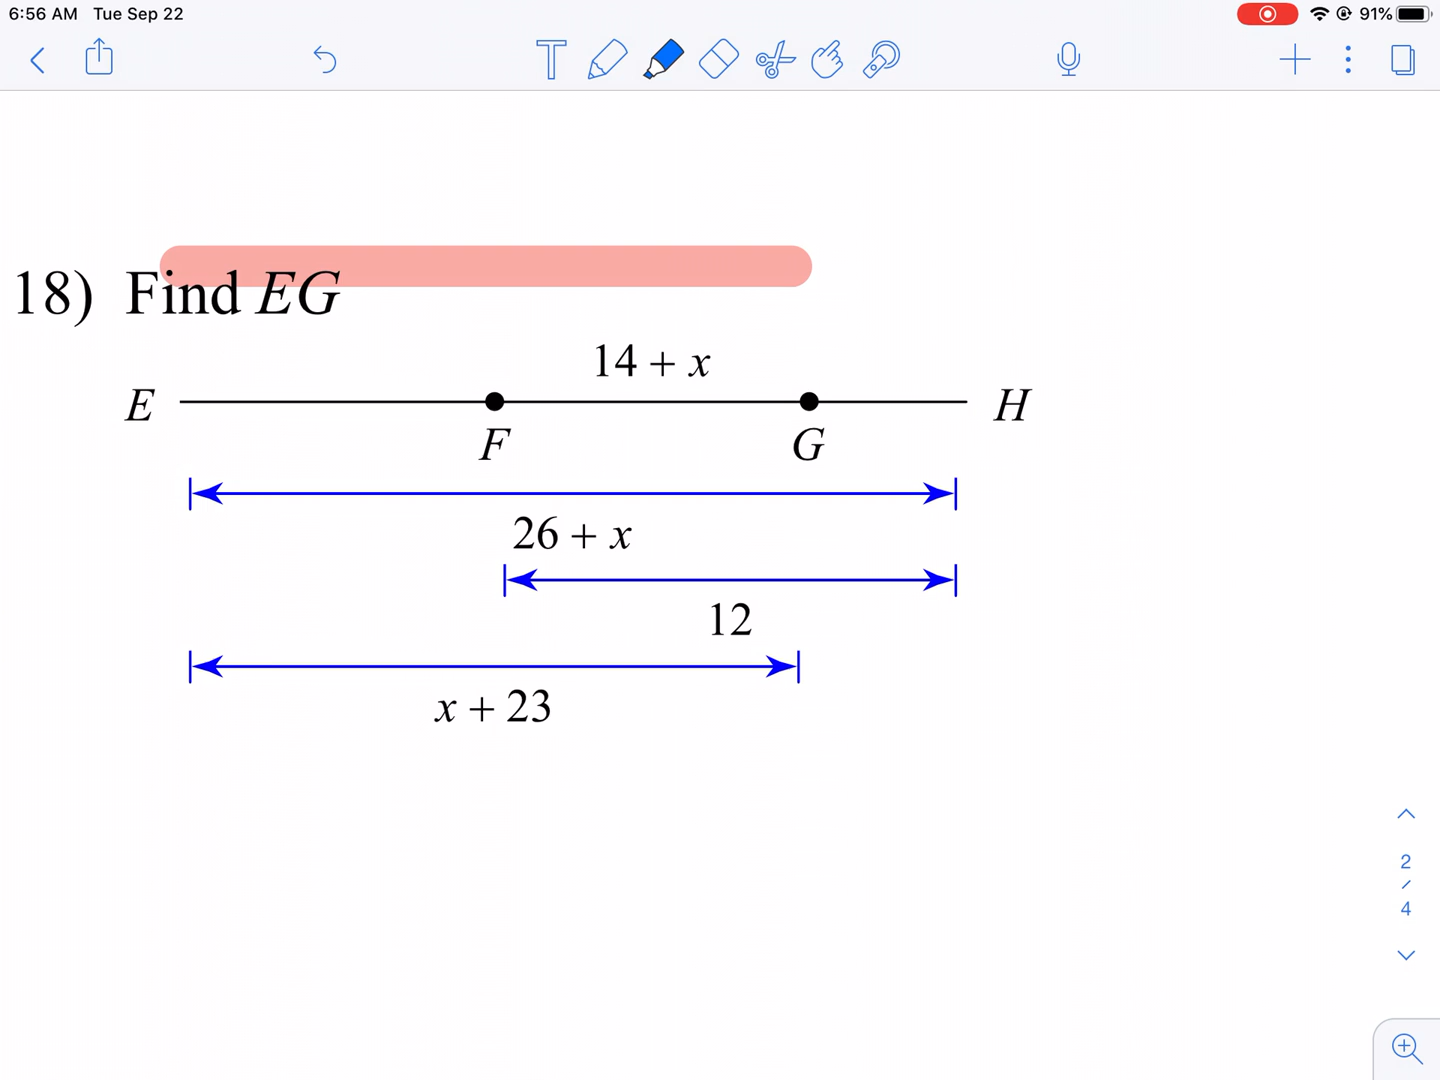 6:56 AM Tue Sep 22
91%
T
18) Find EG
14 + x
E
H
F
G
26 + x
12
x + 23
2
/
4